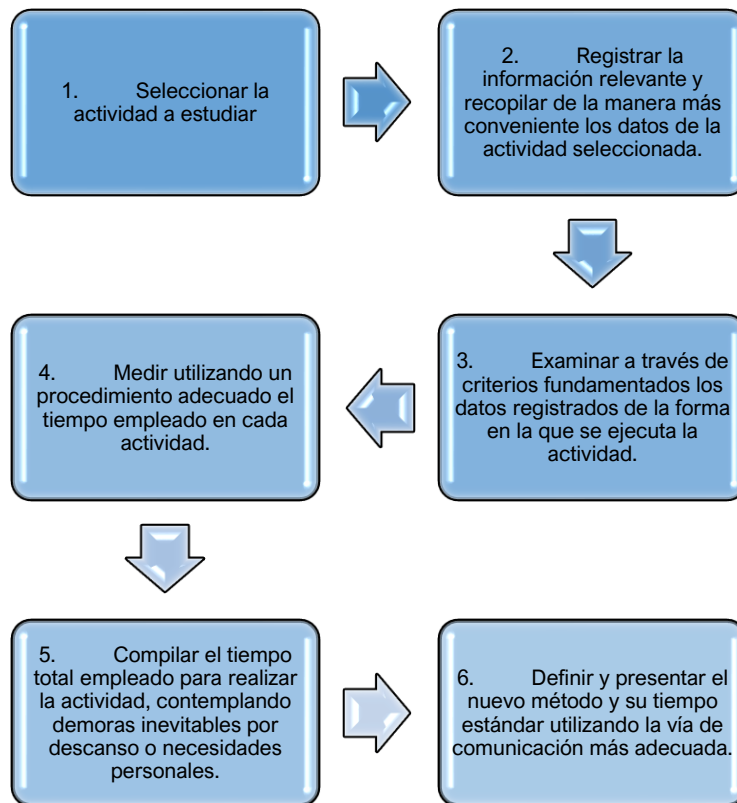 1. Seleccionar la
actividad a estudiar
2. Registrar la
información relevante y
recopilar de la manera más
conveniente los datos de la
actividad seleccionada.
3. Examinar a través de
criterios fundamentados los
datos registrados de la forma
en la que se ejecuta la
actividad.
4. Medir utilizando un
procedimiento adecuado el
tiempo empleado en cada
actividad.
5. Compilar el tiempo
total empleado para realizar
la actividad, contemplando
demoras inevitables por
descanso o necesidades
personales.
6. Definir y presentar el
nuevo método y su tiempo
estándar utilizando la vía de
comunicación más adecuada.